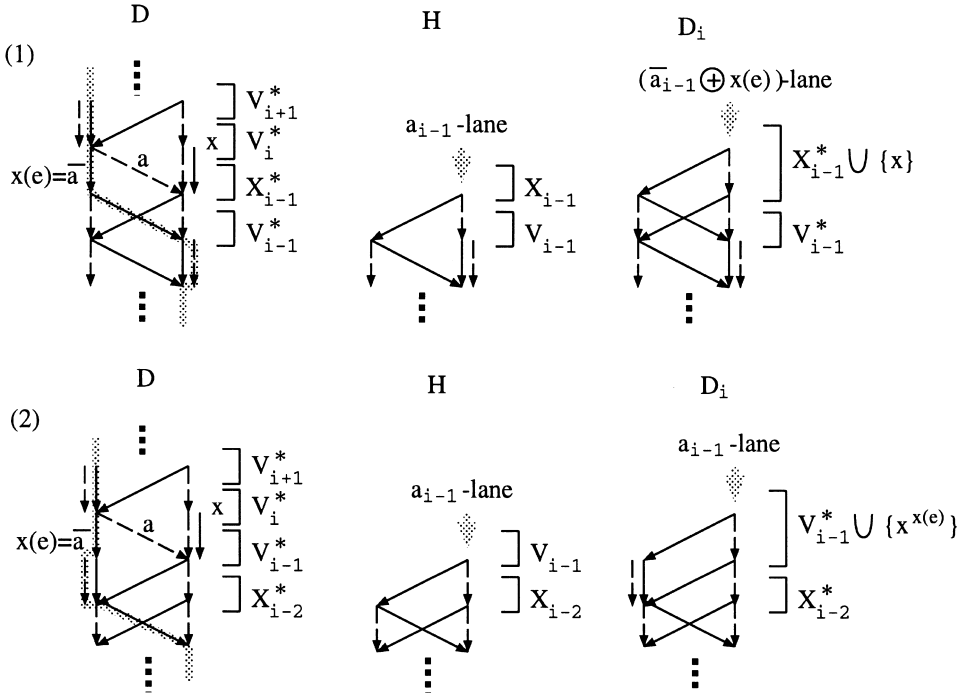 D H D_i
(1)
(a̅_{i-1} ⊕ x(e))-lane
V*_{i+1}
a_{i-1}-lane
x V*_i
a
X*_{i-1} ∪ {x}
x(e)=a̅ X*_{i-1} X_{i-1}
V*_{i-1} V_{i-1} V*_{i-1}
D H D_i
(2)
a_{i-1}-lane
V*_{i+1}
a_{i-1}-lane
x V*_i
a
V*_{i-1} ∪ {x^{x(e)}}
x(e)=a̅ V*_{i-1} V_{i-1}
X*_{i-2} X_{i-2} X*_{i-2}